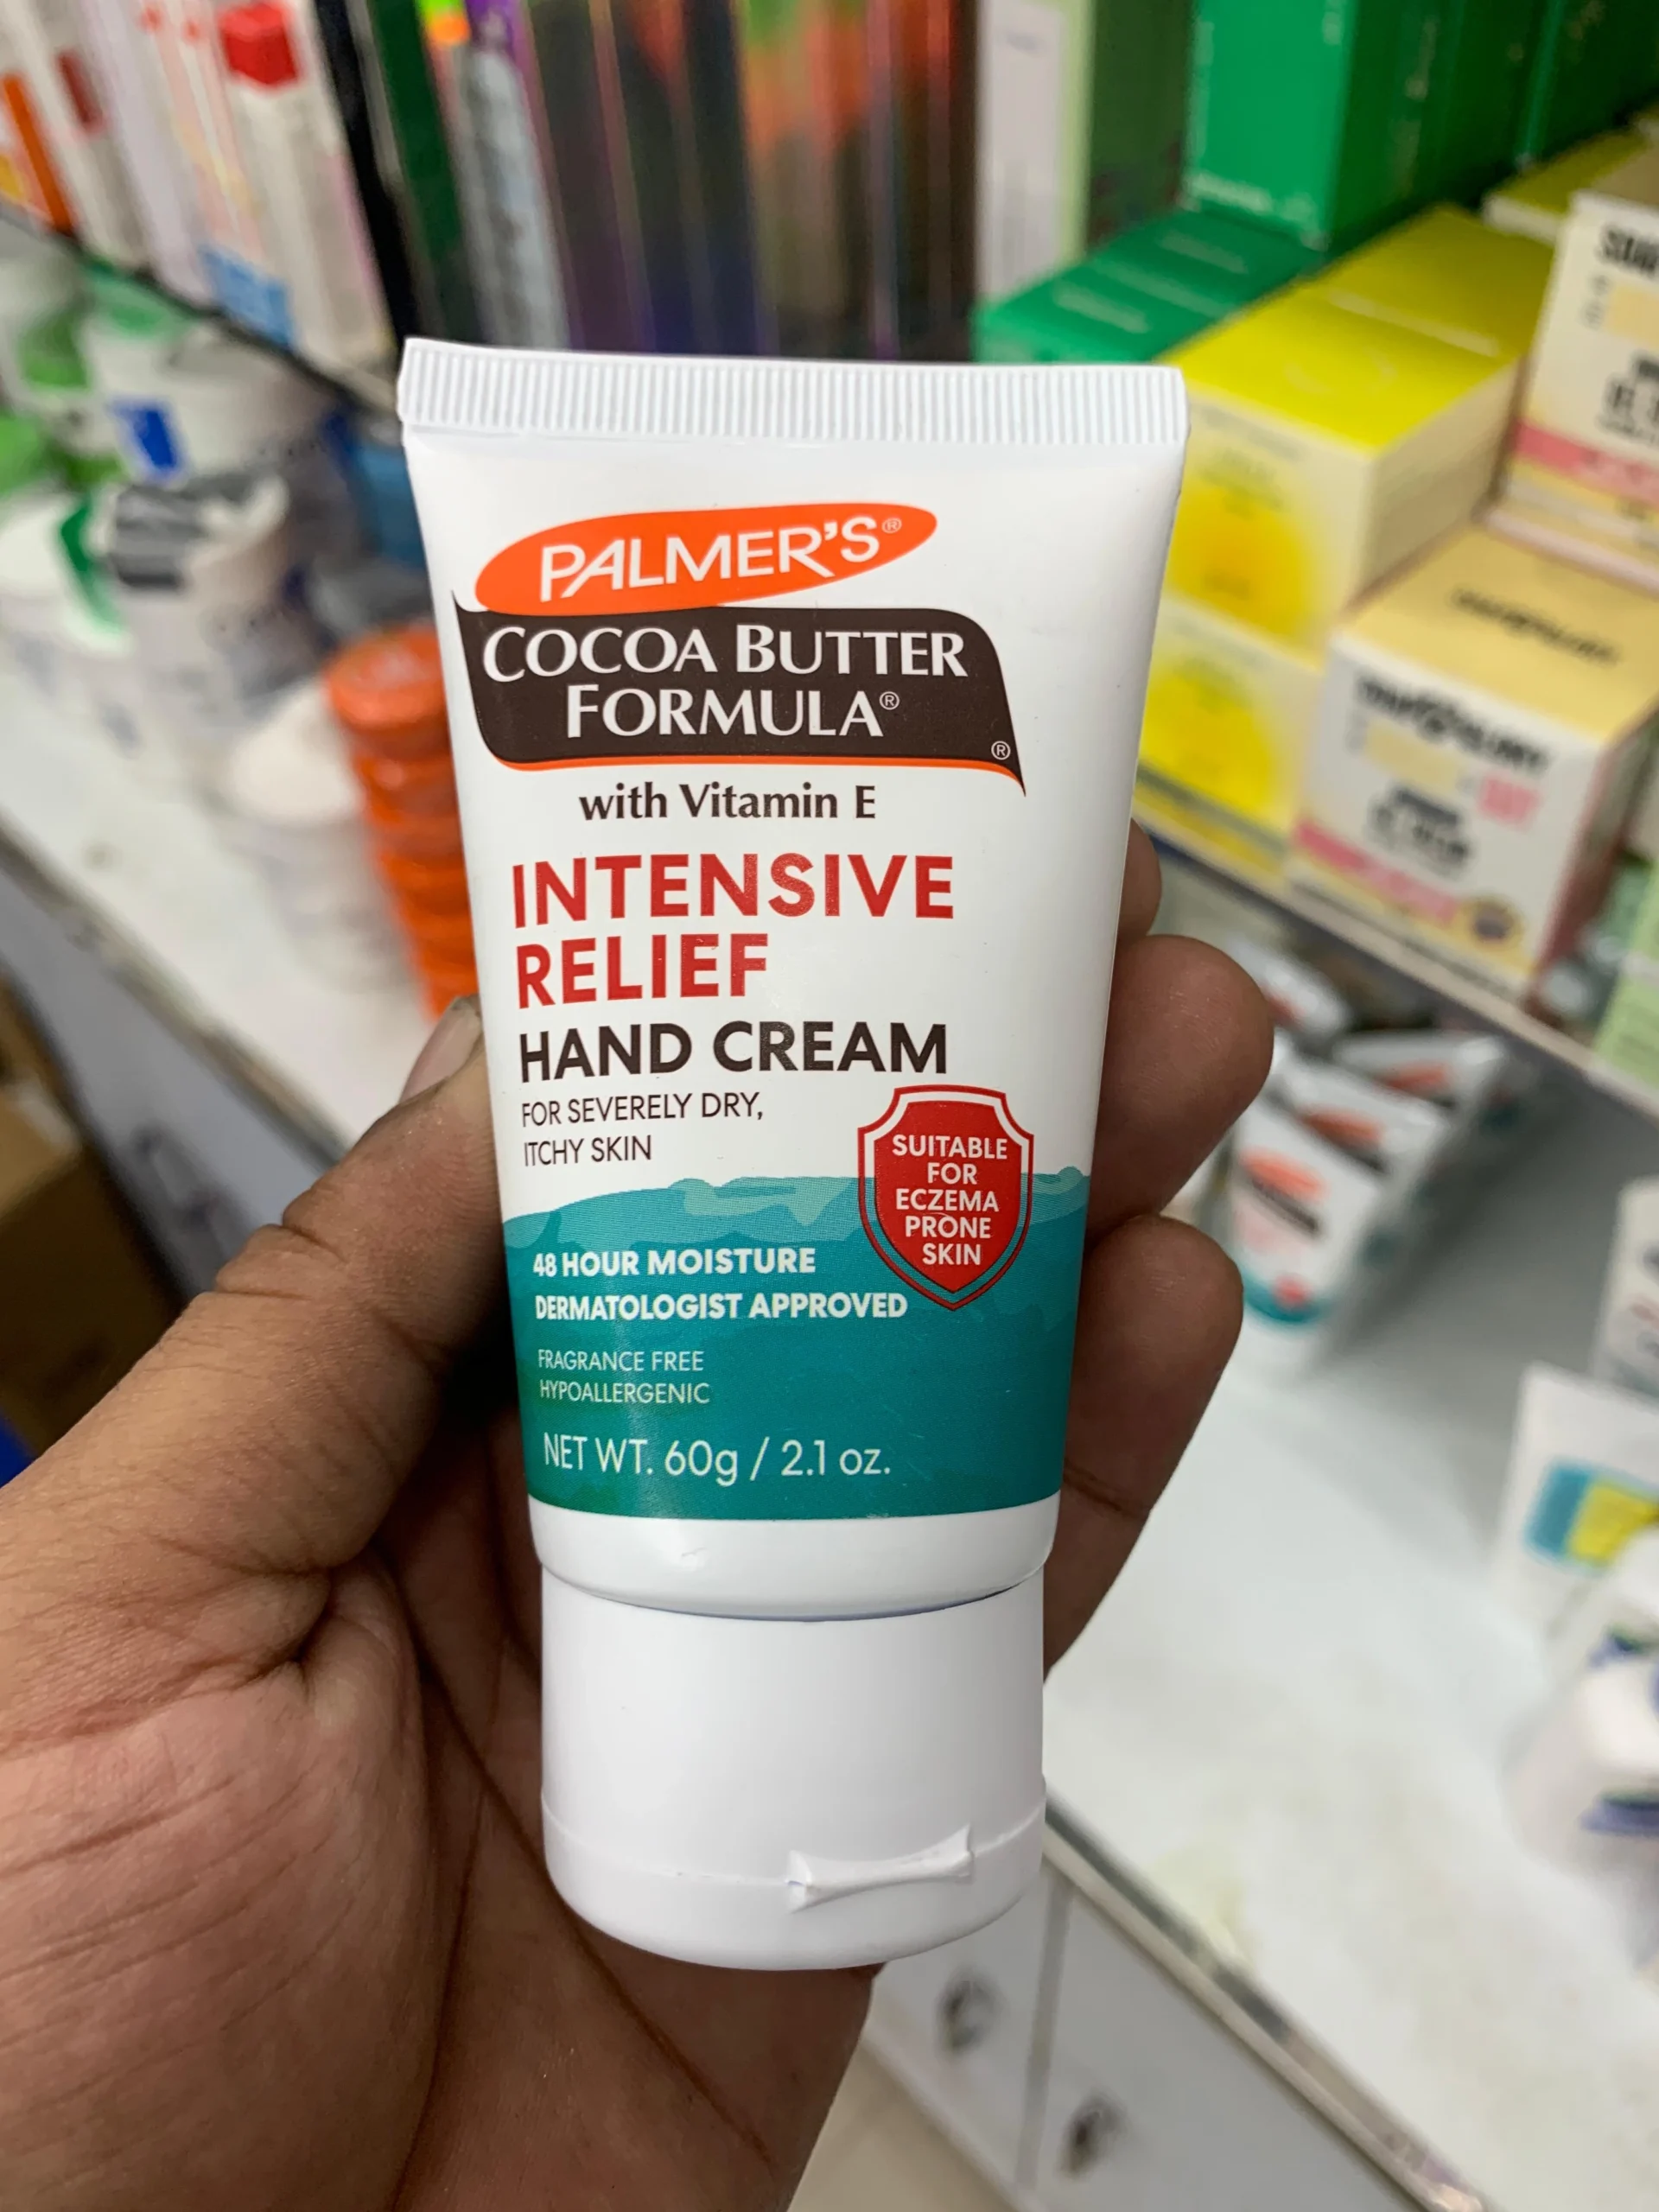 PALMER'S®
COCOA BUTTER
FORMULA®
®
with Vitamin E
INTENSIVE
RELIEF
HAND CREAM
FOR SEVERELY DRY,
ITCHY SKIN
SUITABLE
FOR
ECZEMA
PRONE
SKIN
48 HOUR MOISTURE
DERMATOLOGIST APPROVED
FRAGRANCE FREE
HYPOALLERGENIC
NET WT. 60g / 2.1 oz.